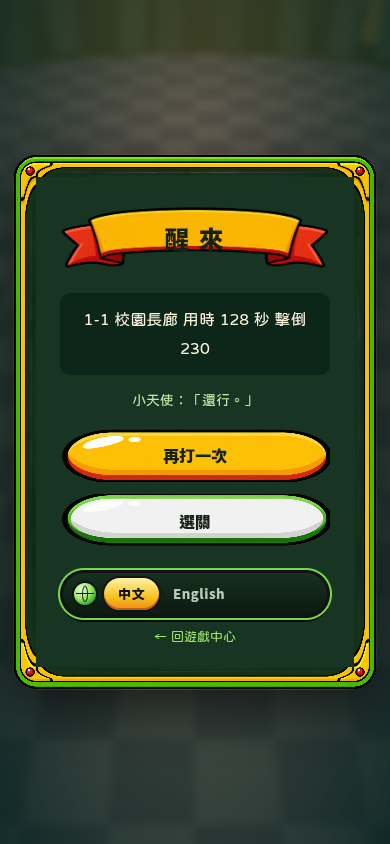 醒來
1-1 校園長廊 用時 128 秒 擊倒
230
小天使：「還行。」
再打一次
選關
中文 English
← 回遊戲中心